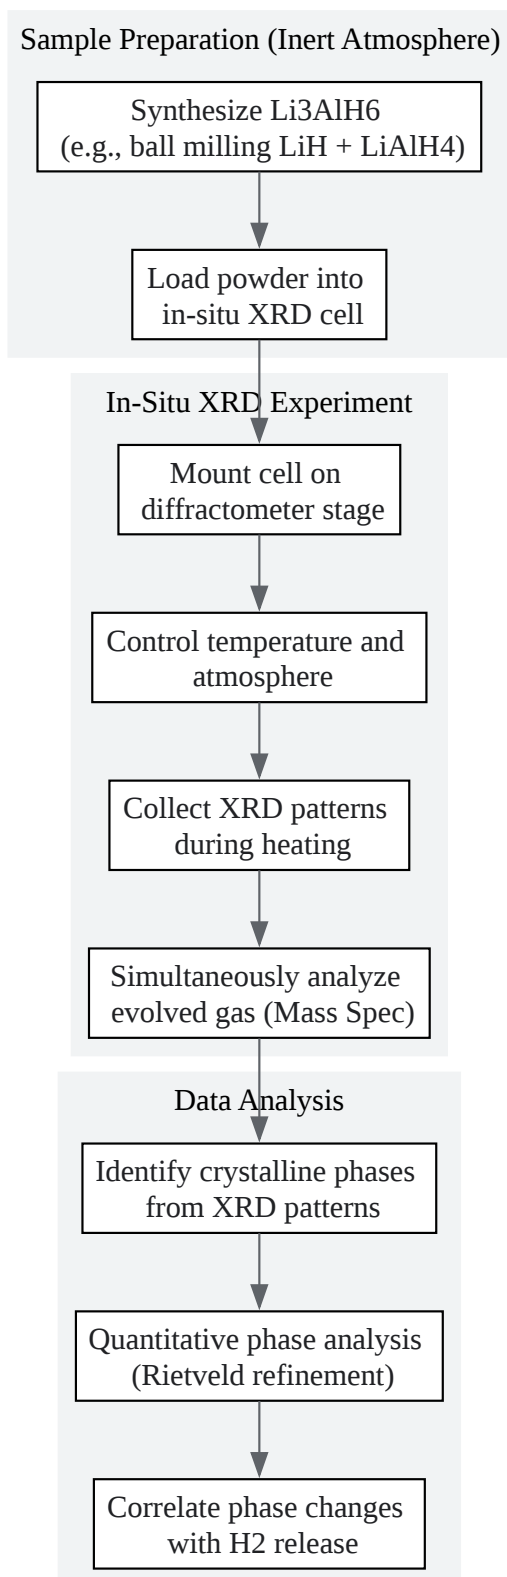 Sample Preparation (Inert Atmosphere)
Synthesize Li3AlH6
(e.g., ball milling LiH + LiAlH4)
Load powder into
in-situ XRD cell
In-Situ XRD Experiment
Mount cell on
diffractometer stage
Control temperature and
atmosphere
Collect XRD patterns
during heating
Simultaneously analyze
evolved gas (Mass Spec)
Data Analysis
Identify crystalline phases
from XRD patterns
Quantitative phase analysis
(Rietveld refinement)
Correlate phase changes
with H2 release